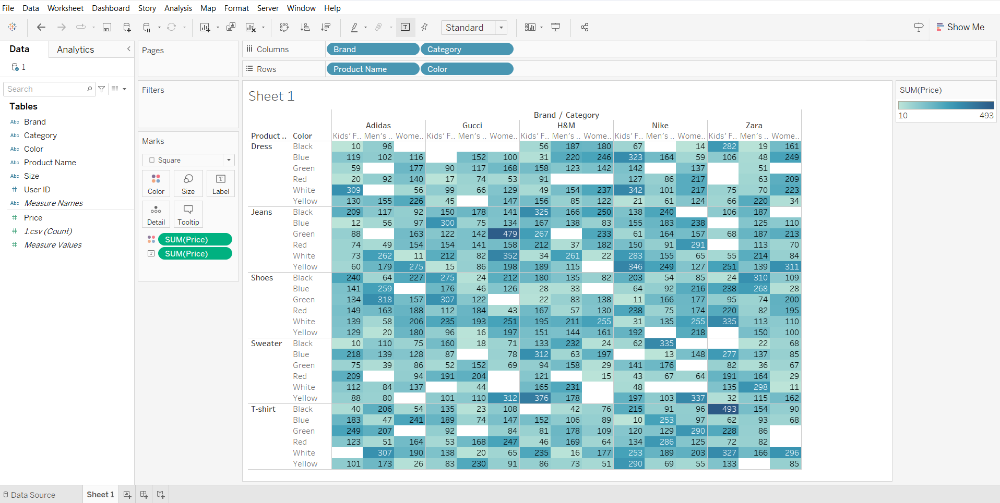 File Data Worksheet Dashboard Story Analysis Map Format Server Window Help
Standard Show Me
Data Analytics
1
Search
Tables
Abc Brand
Abc Category
Abc Color
Abc Product Name
Abc Size
# User ID
Abc Measure Names
# Price
# 1.csv (Count)
# Measure Values
Pages
Filters
Marks
Square
Color Size Label
Detail Tooltip
SUM(Price)
SUM(Price)
Columns Brand Category
Rows Product Name Color
Sheet 1
Brand / Category
Adidas Gucci H&M Nike Zara
Product .. Color Kids' F.. Men's .. Wome.. Kids' F.. Men's .. Wome.. Kids' F.. Men's .. Wome.. Kids' F.. Men's .. Wome.. Kids' F.. Men's .. Wome..
Dress Black 10 96 56 187 180 67 14 282 19 161
Blue 119 102 116 152 100 31 220 246 323 164 59 106 48 249
Green 59 177 90 117 168 158 123 142 142 137 51
Red 20 92 140 17 74 53 91 127 86 217 63 209
White 309 56 99 66 129 49 154 237 342 101 217 75 70 223
Yellow 130 155 226 45 147 156 85 122 21 61 124 66 220 34
Jeans Black 209 117 92 150 178 141 325 166 250 138 240 106 187
Blue 12 56 97 300 75 134 167 138 83 155 183 238 125 110
Green 88 163 122 142 479 267 233 61 164 157 68 187 213
Red 74 49 154 154 141 158 212 37 182 150 91 291 113 70
White 73 262 11 212 82 352 34 261 22 283 155 65 55 214 84
Yellow 60 179 275 15 86 198 189 115 346 249 127 251 139 311
Shoes Black 240 64 227 275 24 212 180 135 82 203 54 85 24 310 109
Blue 141 259 176 46 126 28 33 64 92 216 238 268 28
Green 134 318 157 307 122 22 83 138 11 166 177 95 74 200
Red 149 163 188 112 184 43 167 57 130 238 75 174 220 82 195
White 139 58 206 235 193 251 195 211 255 31 135 255 335 113 110
Yellow 129 20 180 96 16 197 151 144 161 192 218 150 100
Sweater Black 10 110 75 160 18 71 133 232 24 62 335 22 68
Blue 218 139 128 87 78 312 63 197 13 148 277 137 85
Green 75 39 86 52 152 69 94 158 29 141 176 82 36 67
Red 209 94 191 204 121 15 43 67 64 191 164 29
White 112 84 137 44 165 231 48 135 298 11
Yellow 88 80 101 110 312 376 178 197 103 337 32 115 162
T-shirt Black 40 206 54 135 23 108 42 76 215 91 96 493 154 90
Blue 183 47 241 189 74 147 152 106 89 10 253 97 62 93 68
Green 249 207 92 84 81 178 109 120 129 290 228 86
Red 123 51 164 53 168 247 46 169 64 134 286 125 72 82
White 307 190 138 20 65 235 16 177 253 189 203 327 166 296
Yellow 101 173 26 83 230 91 86 73 51 290 69 55 133 85
SUM(Price)
10 493
Data Source Sheet 1